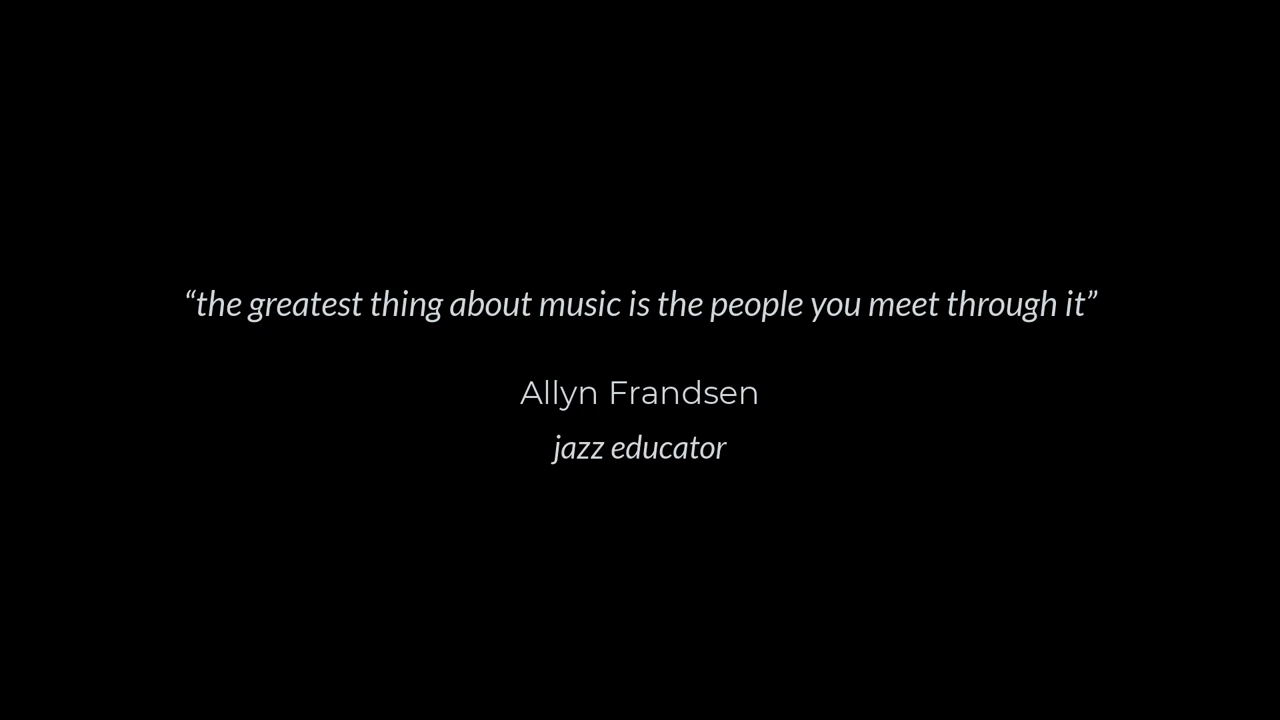 “the greatest thing about music is the people you meet through it”
Allyn Frandsen
jazz educator